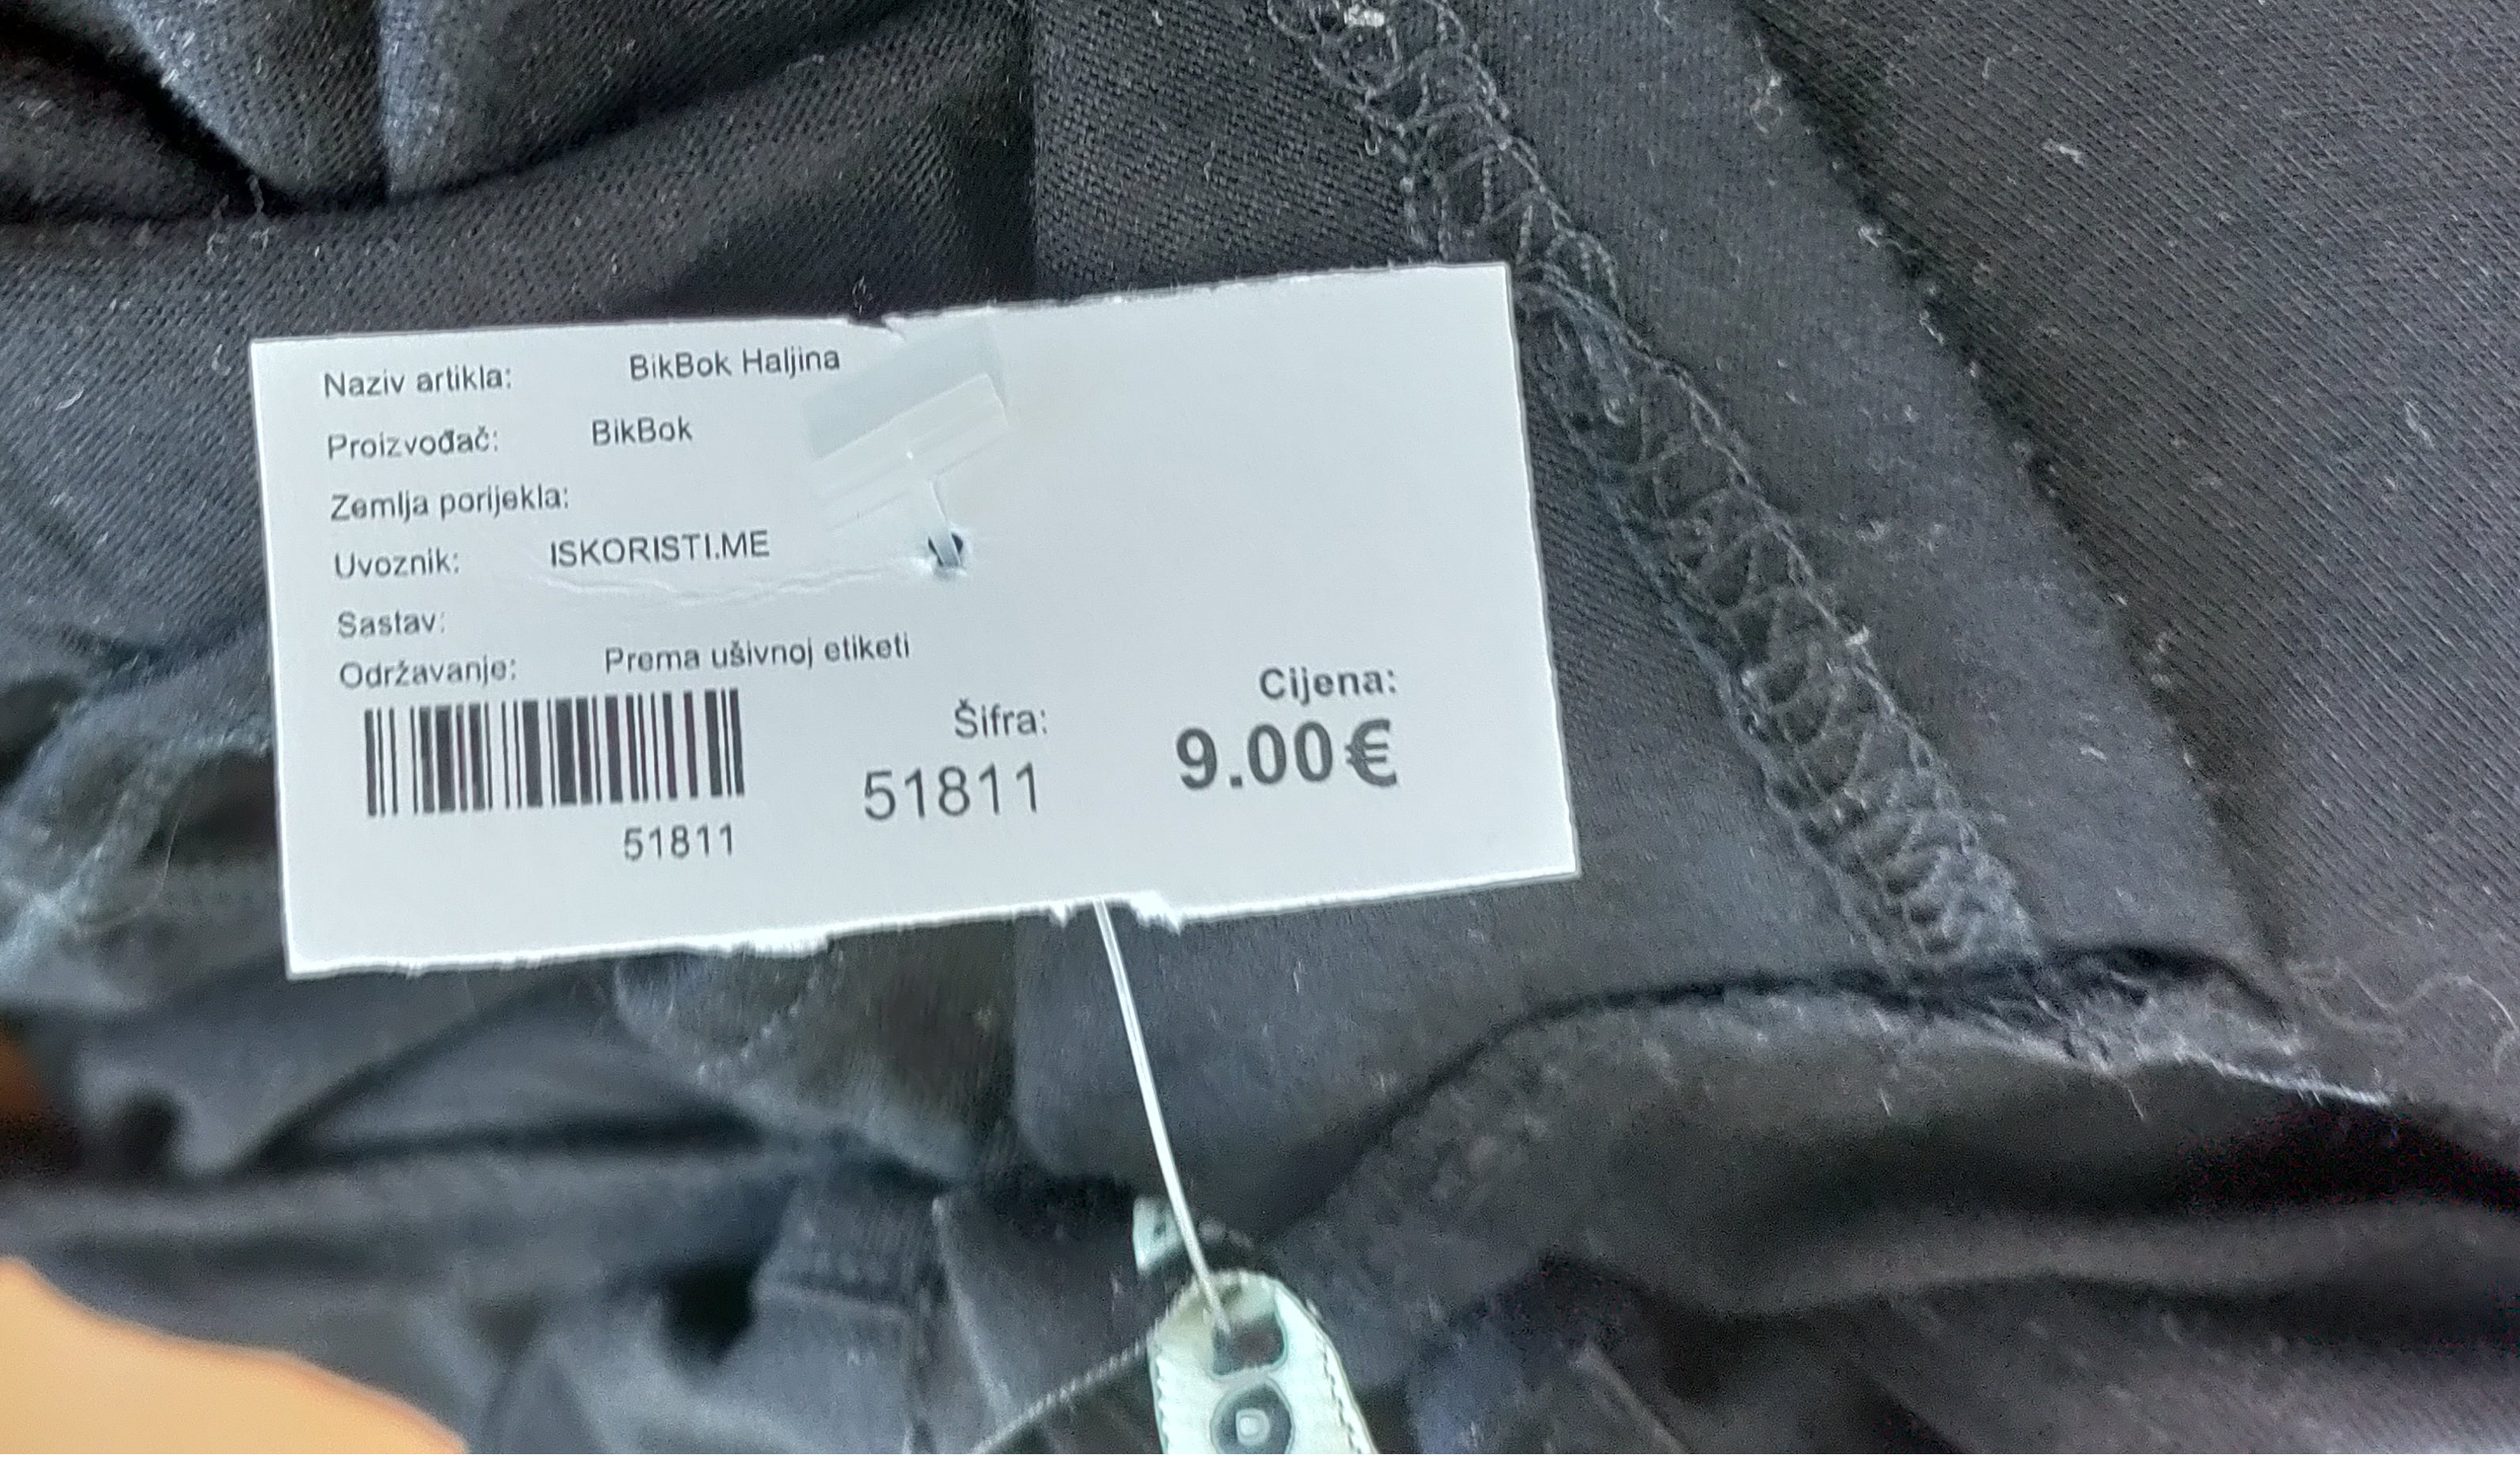 Naziv artikla: BikBok Haljina
Proizvođač: BikBok
Zemlja porijekla:
Uvoznik: ISKORISTI.ME
Sastav:
Održavanje: Prema ušivnoj etiketi
51811
Šifra:
51811
Cijena:
9.00€